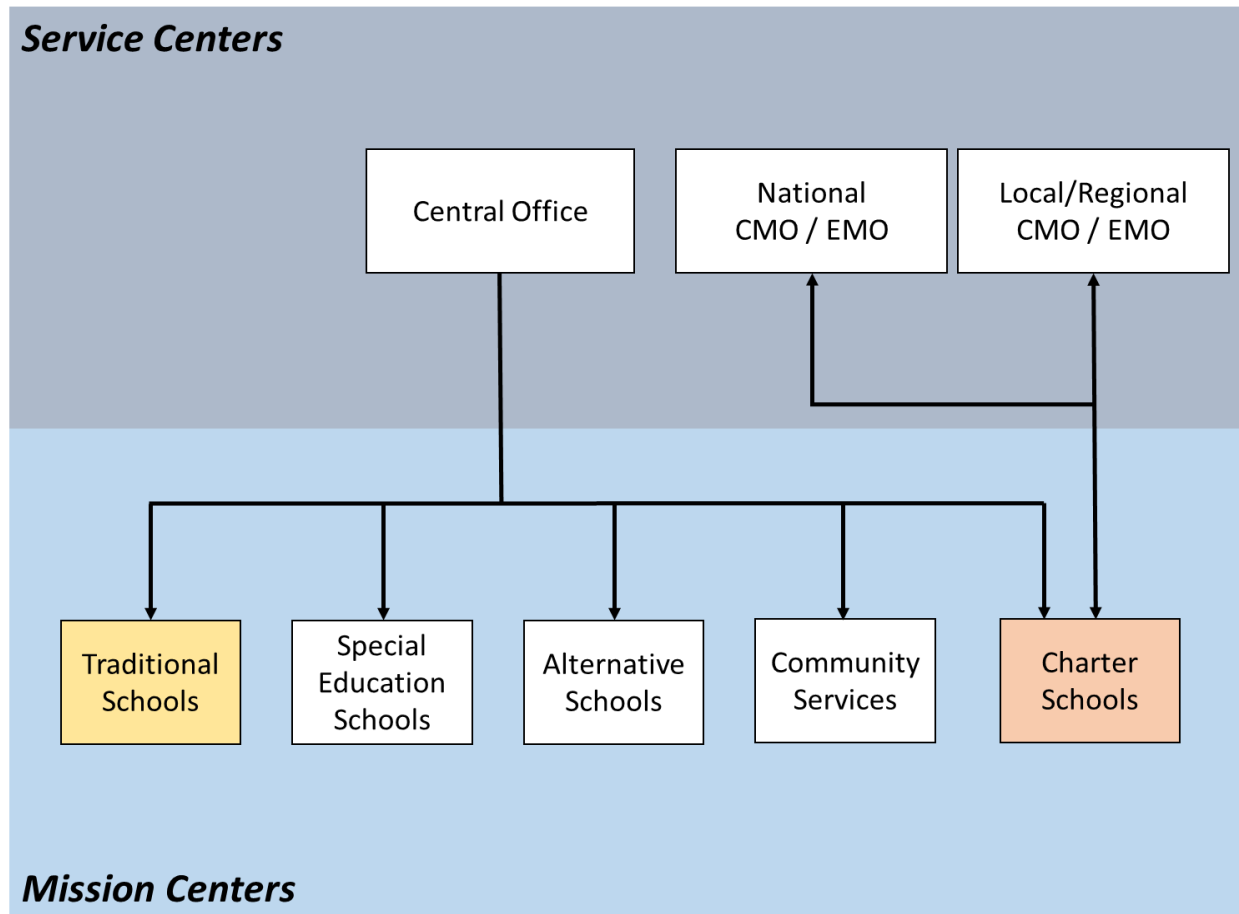 Service Centers
Central Office
National
CMO / EMO
Local/Regional
CMO / EMO
Traditional
Schools
Special
Education
Schools
Alternative
Schools
Community
Services
Charter
Schools
Mission Centers